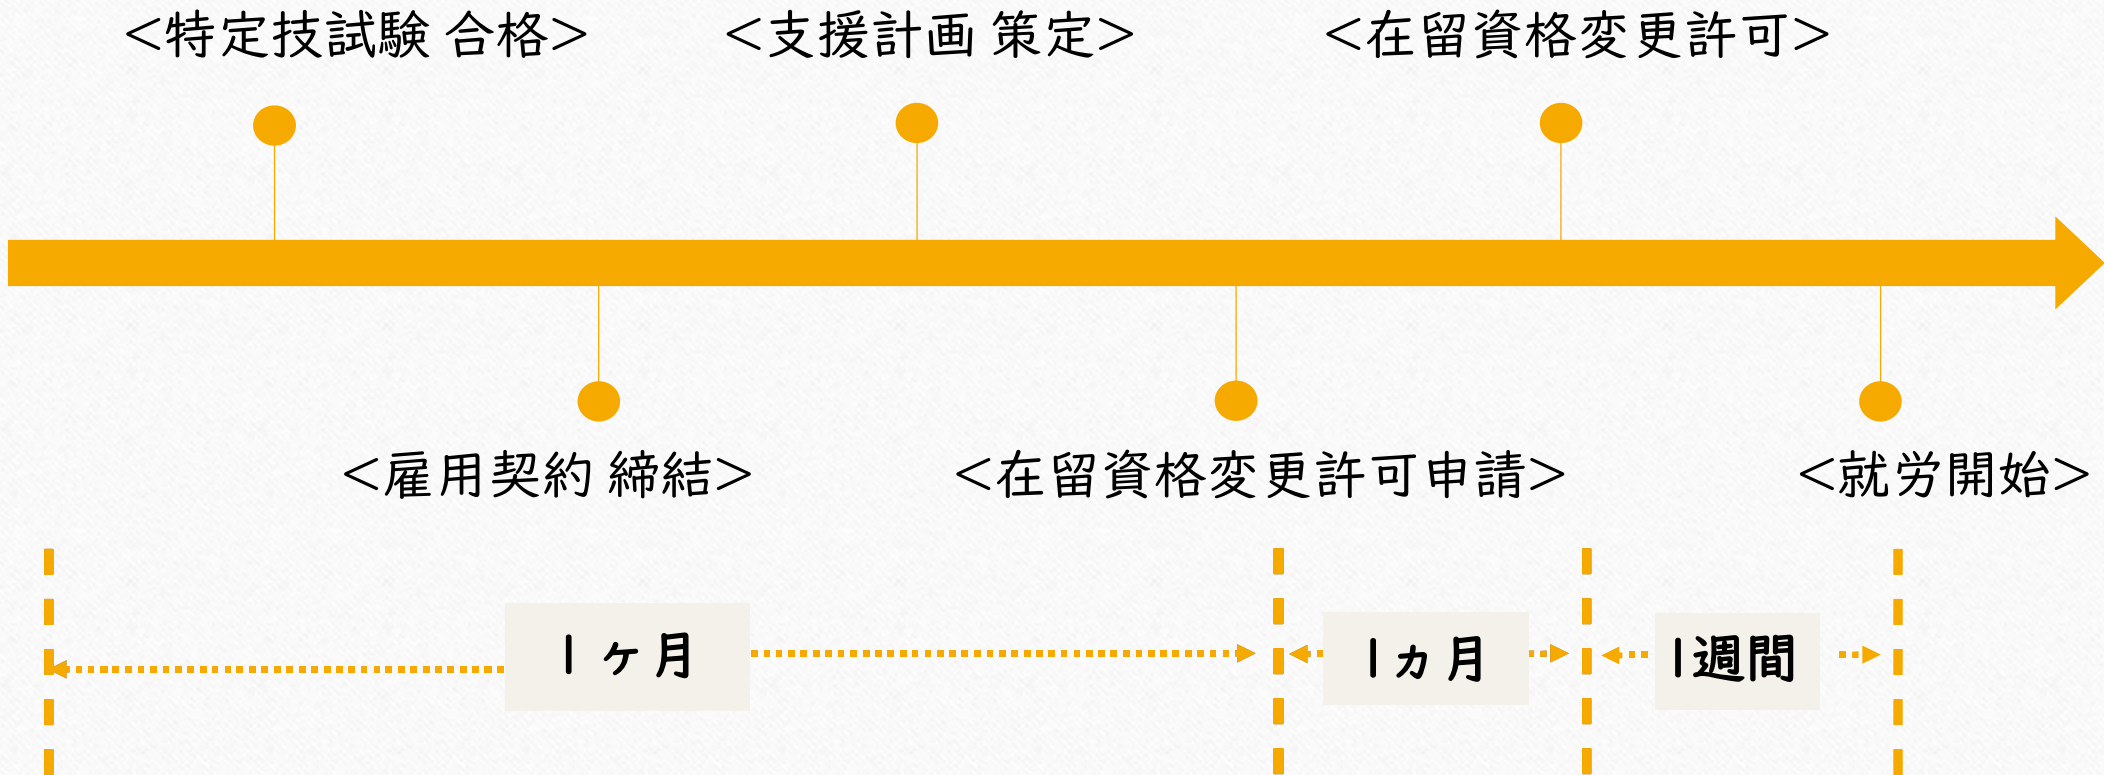 <特定技試験 合格>
<支援計画 策定>
<在留資格変更許可>
<雇用契約 締結>
<在留資格変更許可申請>
<就労開始>
1ヶ月
1ヵ月
1週間